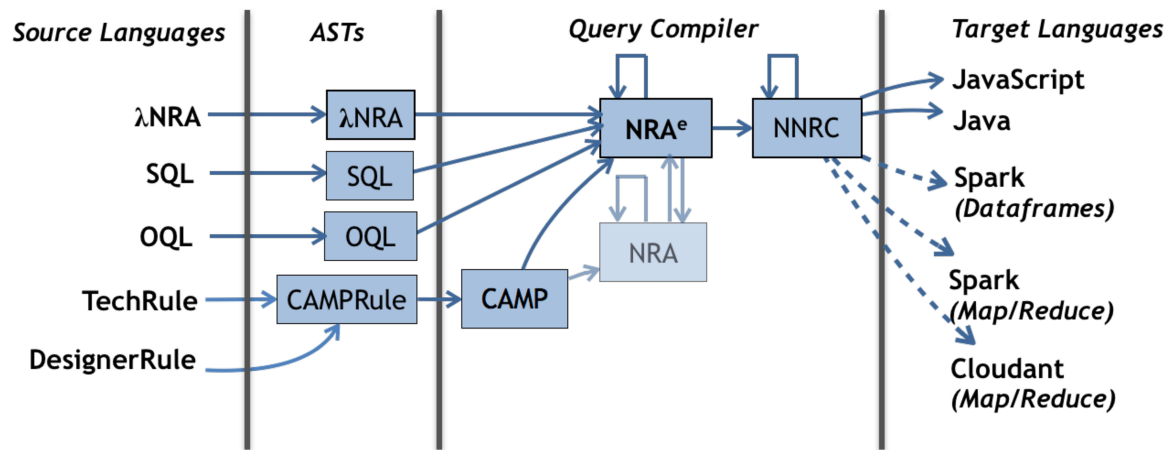 Source Languages
ASTs
Query Compiler
Target Languages
λNRA
SQL
OQL
TechRule
DesignerRule
λNRA
SQL
OQL
CAMPRule
CAMP
NRAᵉ
NRA
NNRC
JavaScript
Java
Spark
(Dataframes)
Spark
(Map/Reduce)
Cloudant
(Map/Reduce)